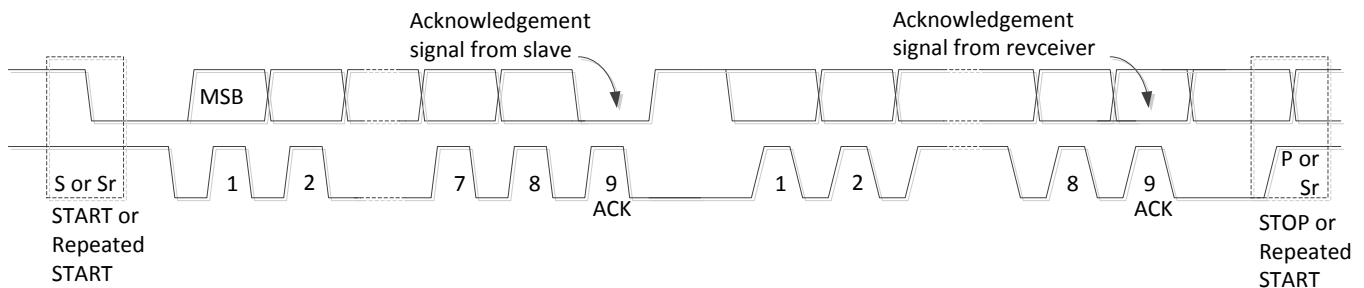 Acknowledgement
signal from slave
Acknowledgement
signal from revceiver
MSB
S or Sr
1
2
7
8
9
ACK
1
2
8
9
ACK
P or
Sr
START or
Repeated
START
STOP or
Repeated
START